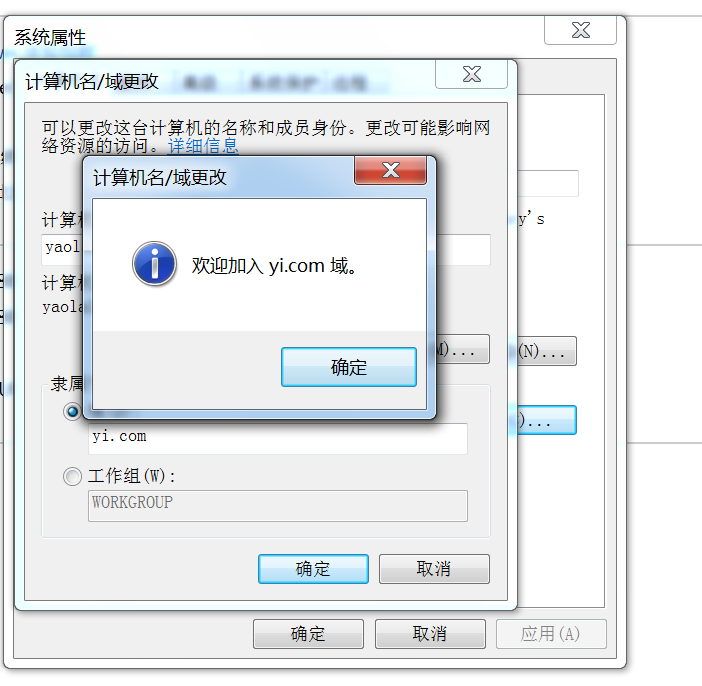 系统属性
计算机名/域更改
可以更改这台计算机的名称和成员身份。更改可能影响网
络资源的访问。详细信息
计算机名/域更改
计算机
y's
yaol
欢迎加入 yi.com 域。
计算机
yaola
M)...
(N)...
确定
隶属
)...
yi.com
工作组(W):
WORKGROUP
确定
取消
确定
取消
应用(A)